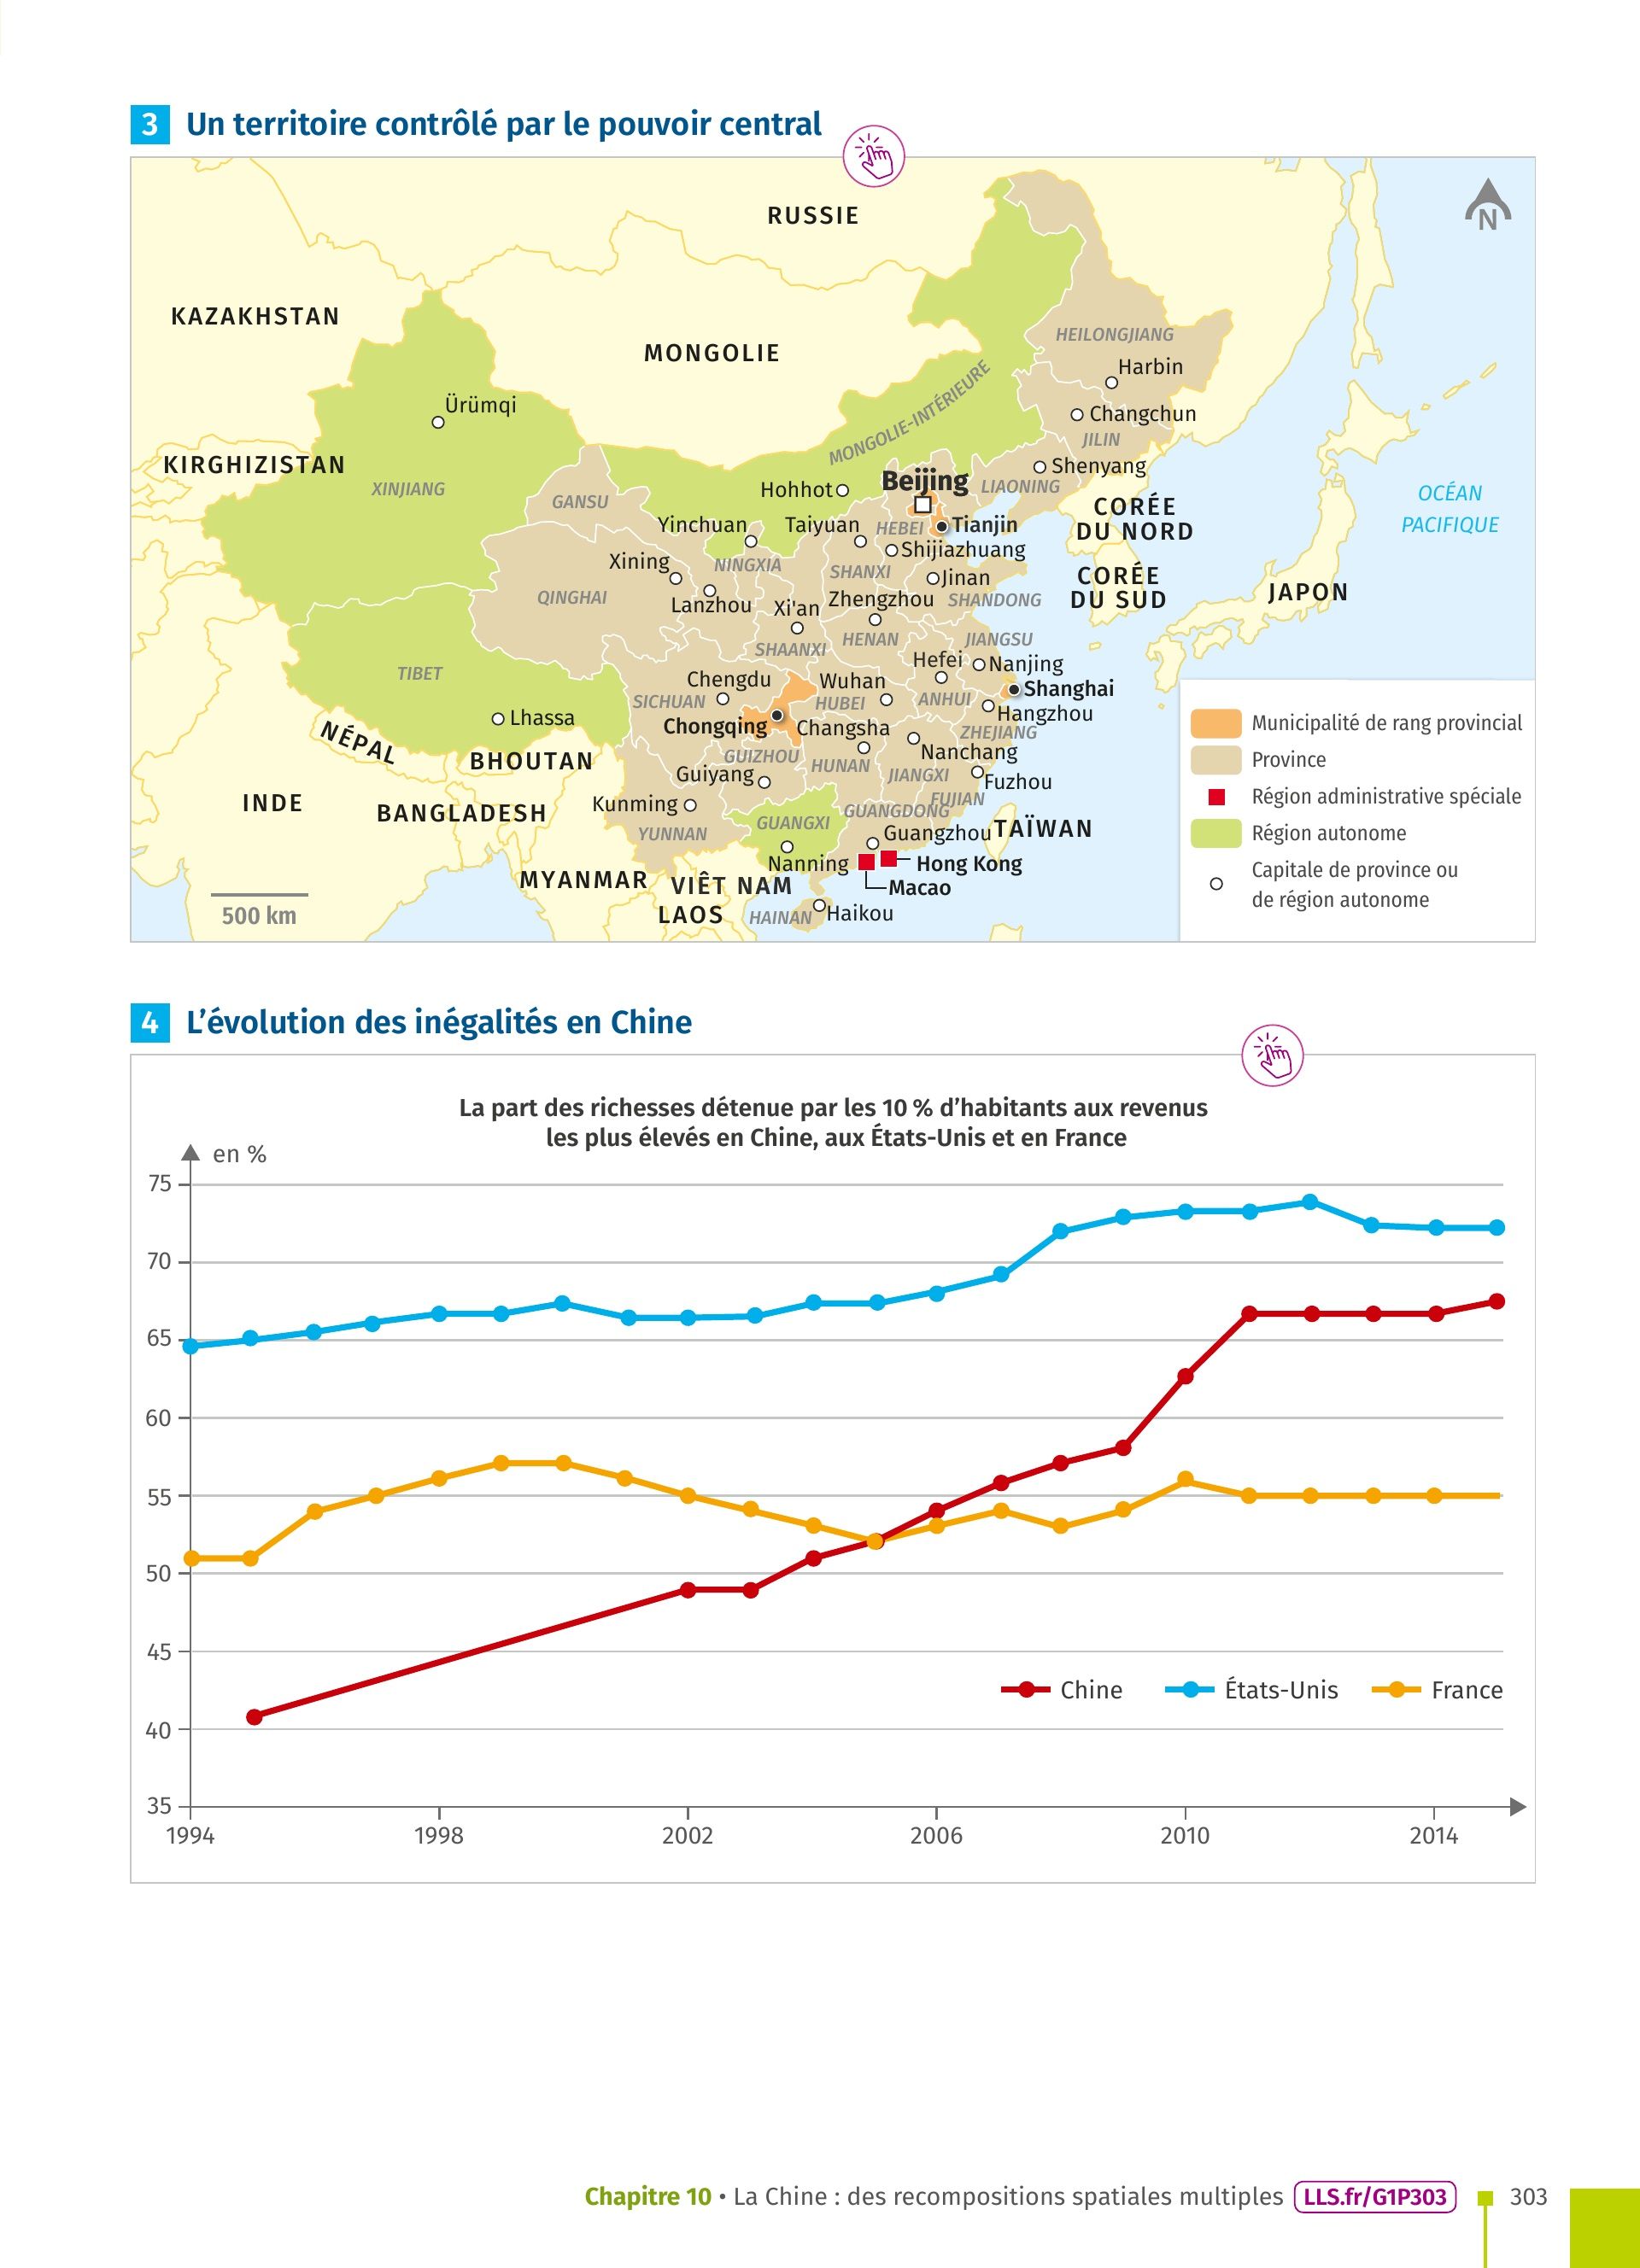 3 Un territoire contrôlé par le pouvoir central
RUSSIE
N
KAZAKHSTAN
MONGOLIE
HEILONGJIANG
Harbin
Ürümqi
MONGOLIE-INTÉRIEURE
Changchun
JILIN
KIRGHIZISTAN
XINJIANG
GANSU
Hohhot
Beijing
LIAONING
Shenyang
OCÉAN
PACIFIQUE
CORÉE
DU NORD
Yinchuan
Taiyuan
HEBEI
Tianjin
Shijiazhuang
Xining
NINGXIA
SHANXI
Jinan
CORÉE
DU SUD
JAPON
QINGHAI
Lanzhou
Xi'an
Zhengzhou
SHANDONG
SHAANXI
HENAN
JIANGSU
Hefei
Nanjing
TIBET
Chengdu
Wuhan
Shanghai
SICHUAN
HUBEI
ANHUI
Hangzhou
Lhassa
Chongqing
Changsha
ZHEJIANG
NÉPAL
BHOUTAN
GUIZHOU
HUNAN
Nanchang
JIANGXI
Guiyang
Fuzhou
INDE
BANGLADESH
Kunming
FUJIAN
YUNNAN
GUANGXI
GUANGDONG
Guangzhou
TAÏWAN
Nanning
Hong Kong
MYANMAR
VIÊT NAM
Macao
LAOS
HAINAN
Haikou
500 km
Municipalité de rang provincial
Province
Région administrative spéciale
Région autonome
Capitale de province ou
de région autonome
4 L’évolution des inégalités en Chine
La part des richesses détenue par les 10 % d’habitants aux revenus
les plus élevés en Chine, aux États-Unis et en France
en %
75
70
65
60
55
50
45
40
35
Chine États-Unis France
1994 1998 2002 2006 2010 2014
Chapitre 10 • La Chine : des recompositions spatiales multiples LLS.fr/G1P303 303